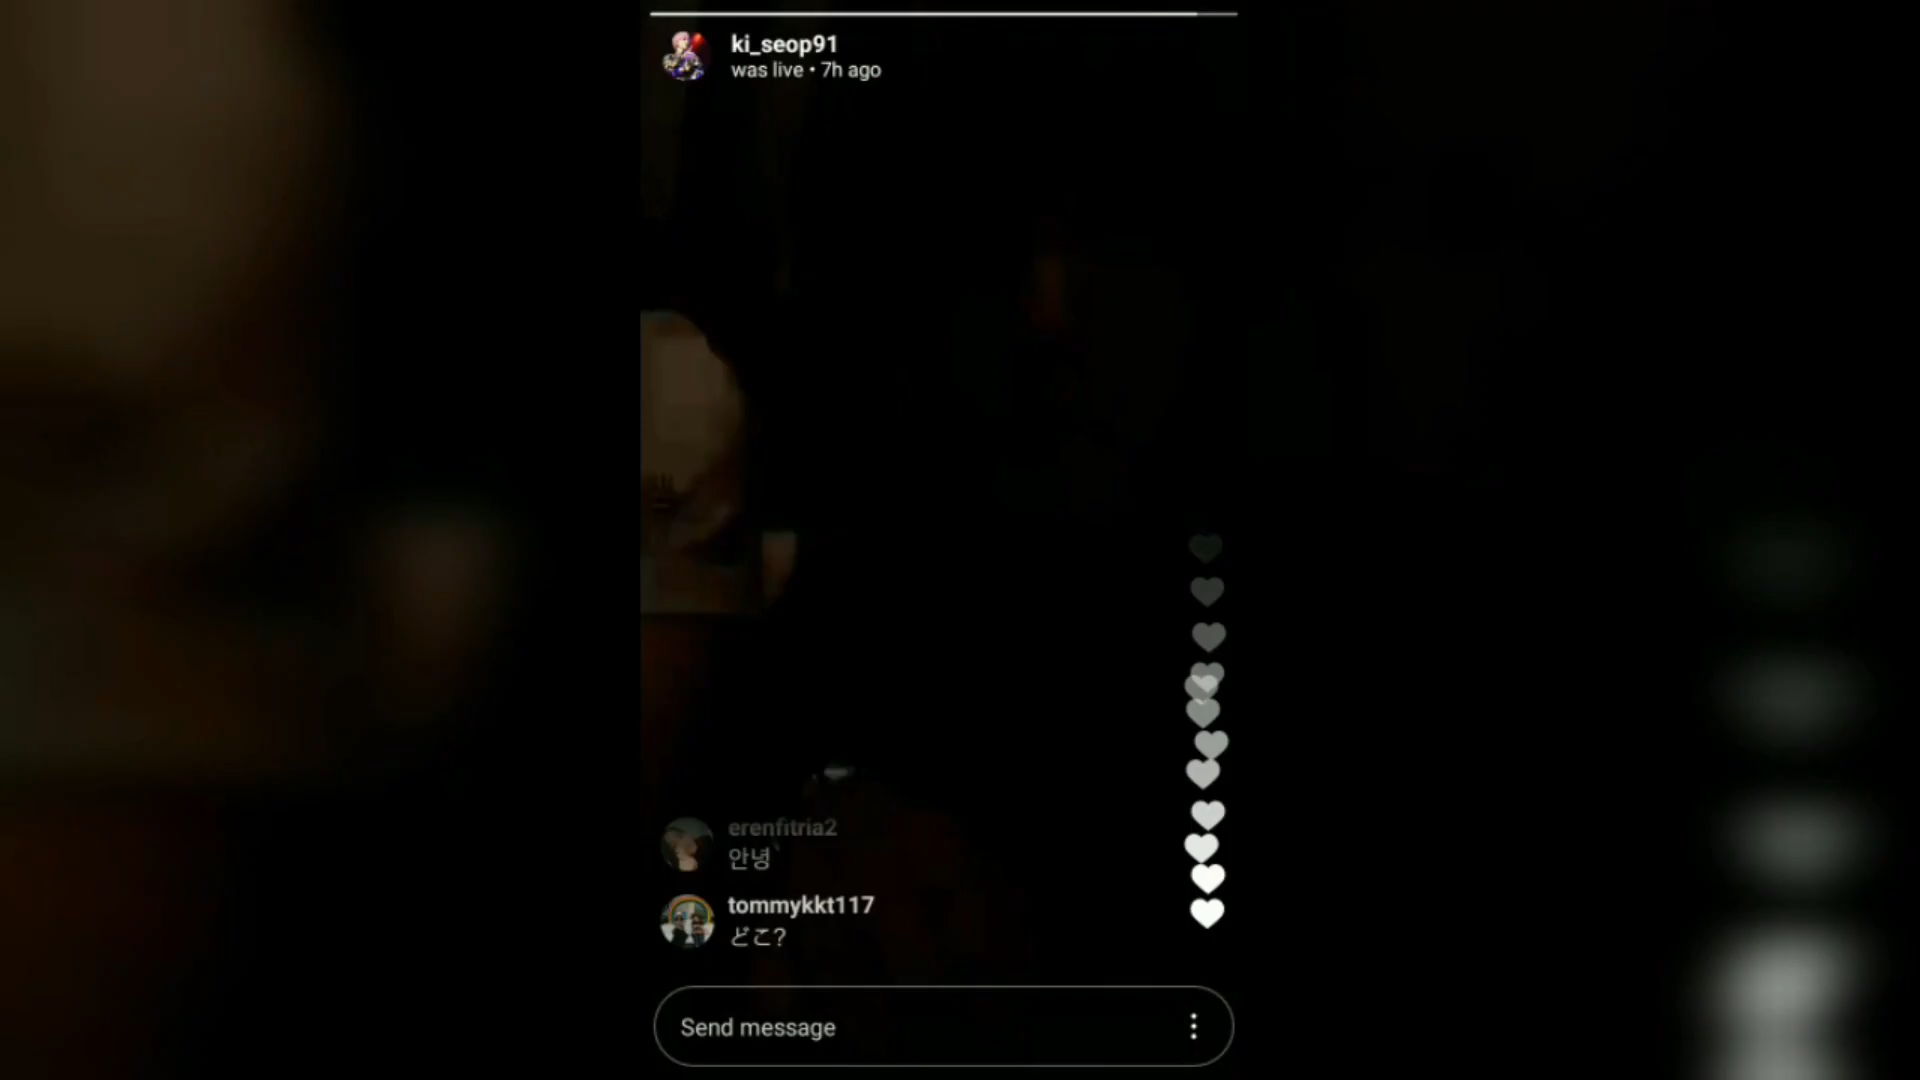 ki_seop91
was live • 7h ago
erenfitria2
안녕
tommykkt117
どこ?
Send message